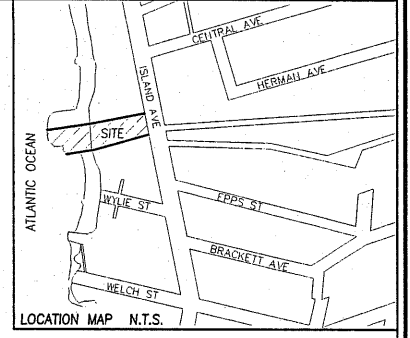 CENTRAL AVE
HERMAN AVE
ISLAND AVE
SITE
ATLANTIC OCEAN
WYLIE ST
EPPS ST
BRACKETT AVE
WELCH ST
LOCATION MAP N.T.S.